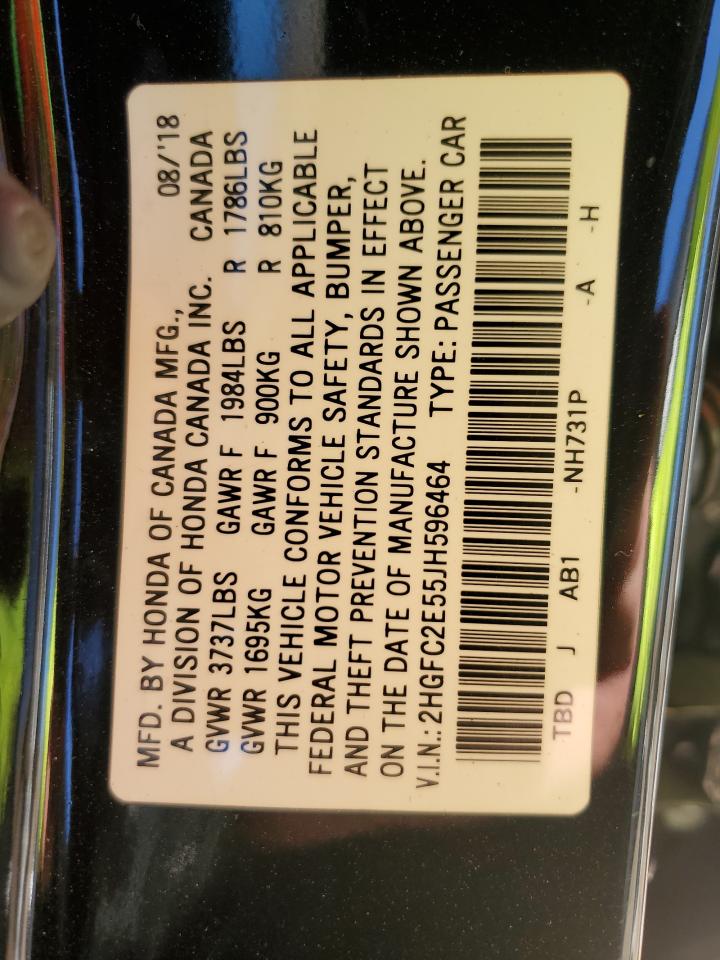 MFD. BY HONDA OF CANADA MFG., 08/'18
A DIVISION OF HONDA CANADA INC. CANADA
GVWR 3737LBS GAWR F 1984LBS R 1786LBS
GVWR 1695KG GAWR F 900KG R 810KG
THIS VEHICLE CONFORMS TO ALL APPLICABLE
FEDERAL MOTOR VEHICLE SAFETY, BUMPER,
AND THEFT PREVENTION STANDARDS IN EFFECT
ON THE DATE OF MANUFACTURE SHOWN ABOVE.
V.I.N.: 2HGFC2E55JH596464 TYPE: PASSENGER CAR
TBD J AB1 -NH731P -A -H